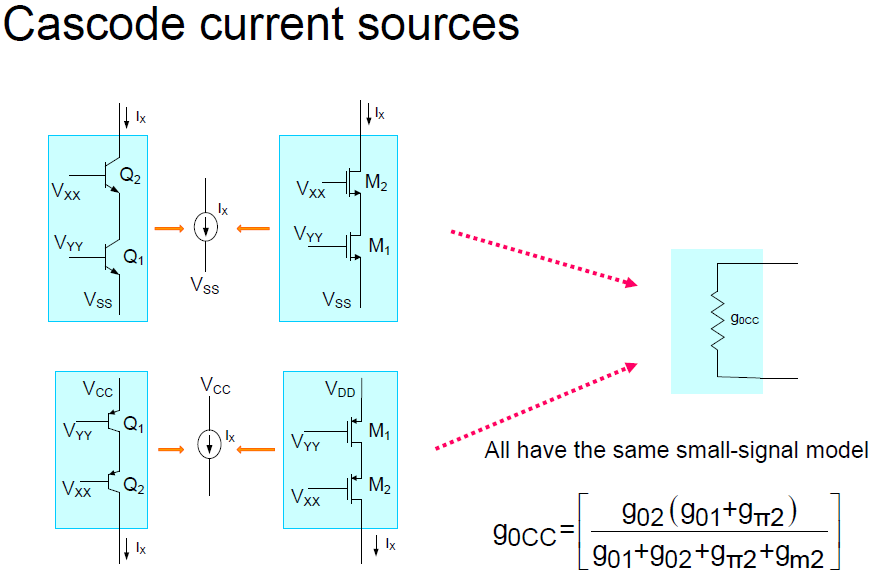 Cascode current sources
IX
IX
Q2
VXX
M2
VXX
IX
VYY
Q1
VYY
M1
VSS
VSS
VSS
g0CC
VCC
VCC
VDD
Q1
VYY
IX
M1
VYY
Q2
VXX
M2
VXX
IX
IX
All have the same small-signal model
g0CC=[g02(g01+gπ2)/g01+g02+gπ2+gm2]